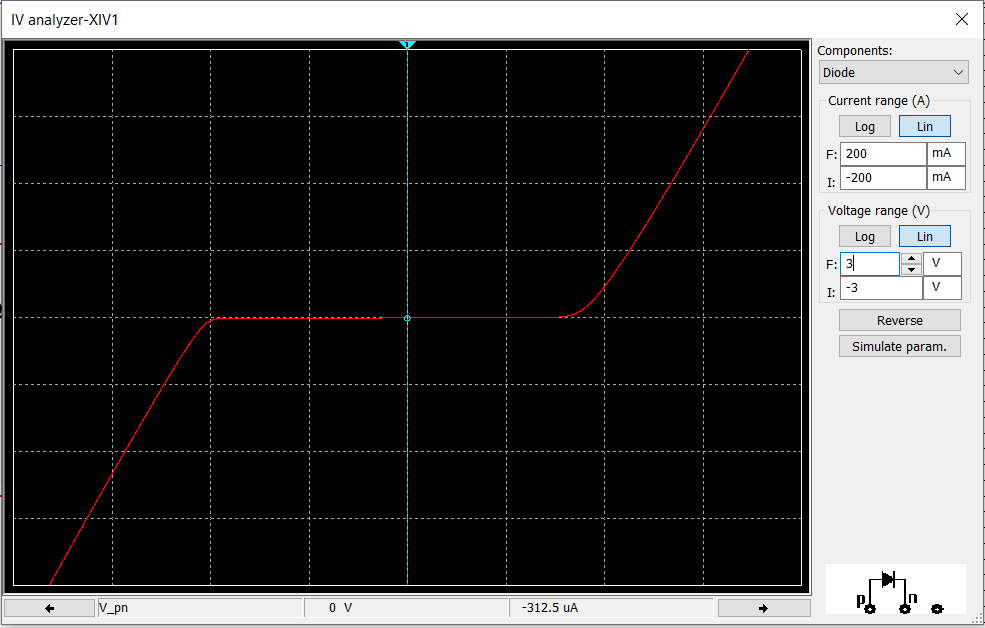 IV analyzer-XIV1
Components:
Diode
Current range (A)
Log Lin
F: 200 mA
I: -200 mA
Voltage range (V)
Log Lin
F: 3 V
I: -3 V
Reverse
Simulate param.
p n
V_pn 0 V -312.5 uA